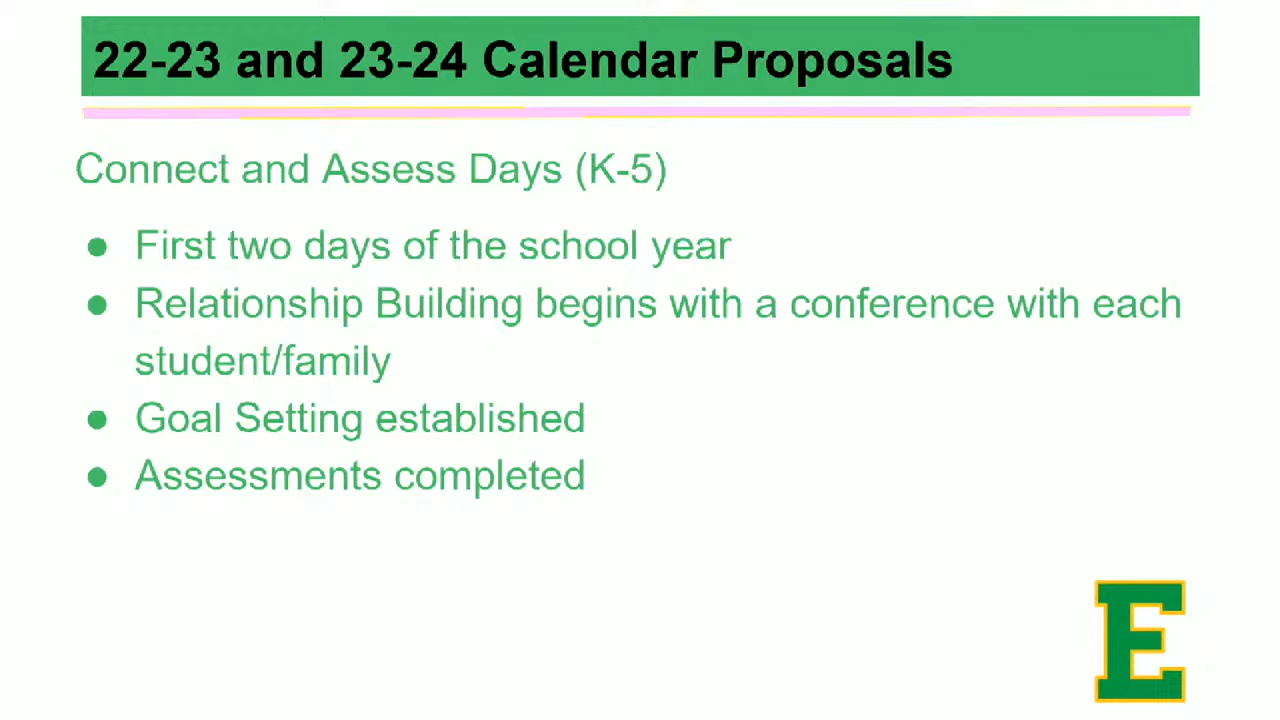 22-23 and 23-24 Calendar Proposals
Connect and Assess Days (K-5)
● First two days of the school year
● Relationship Building begins with a conference with each
student/family
● Goal Setting established
● Assessments completed
E